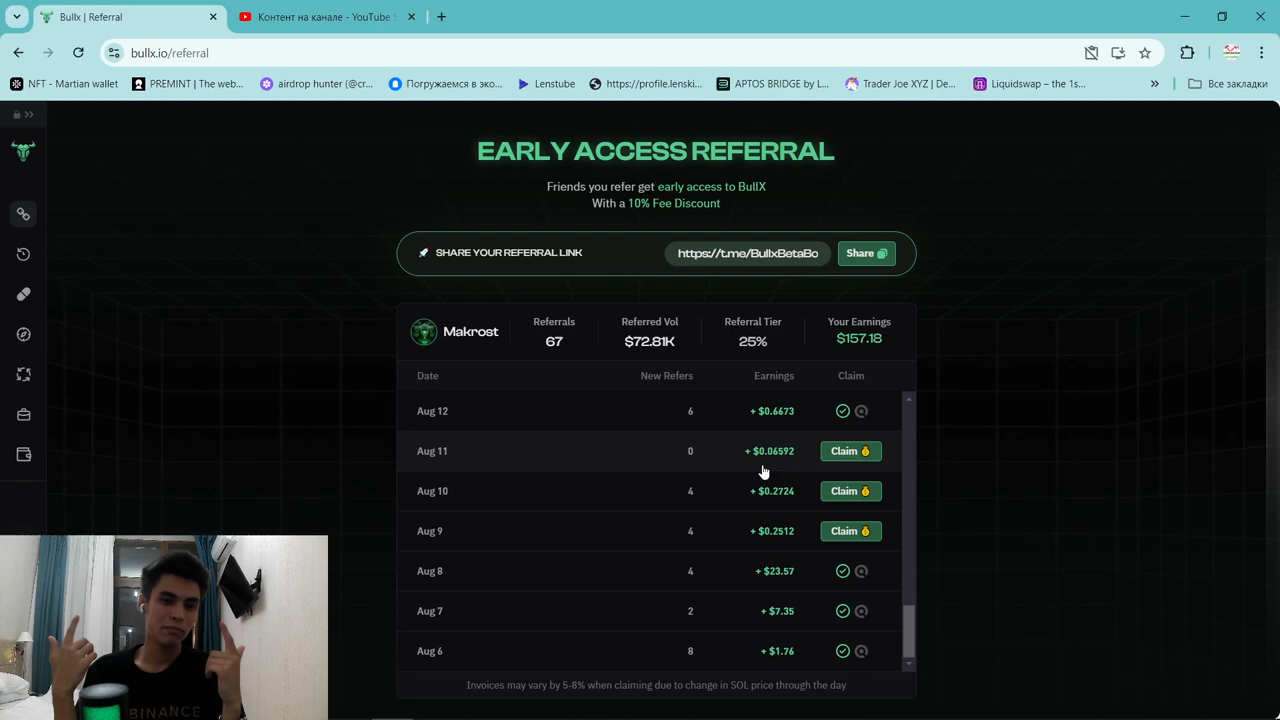 Bullx | Referral
Контент на канале - YouTube S
bullx.io/referral
NFT - Martian wallet
PREMINT | The web...
airdrop hunter (@cr...
Погружаемся в эко...
Lenstube
https://profile.lenski...
APTOS BRIDGE by L...
Trader Joe XYZ | De...
Liquidswap – the 1s...
Все закладки
EARLY ACCESS REFERRAL
Friends you refer get early access to BullX
With a 10% Fee Discount
SHARE YOUR REFERRAL LINK
https://t.me/BullxBetaBo
Share
Makrost
Referrals
67
Referred Vol
$72.81K
Referral Tier
25%
Your Earnings
$157.18
Date New Refers Earnings Claim
Aug 12 6 + $0.6673
Aug 11 0 + $0.06592 Claim
Aug 10 4 + $0.2724 Claim
Aug 9 4 + $0.2512 Claim
Aug 8 4 + $23.57
Aug 7 2 + $7.35
Aug 6 8 + $1.76
Invoices may vary by 5-8% when claiming due to change in SOL price through the day
BINANCE